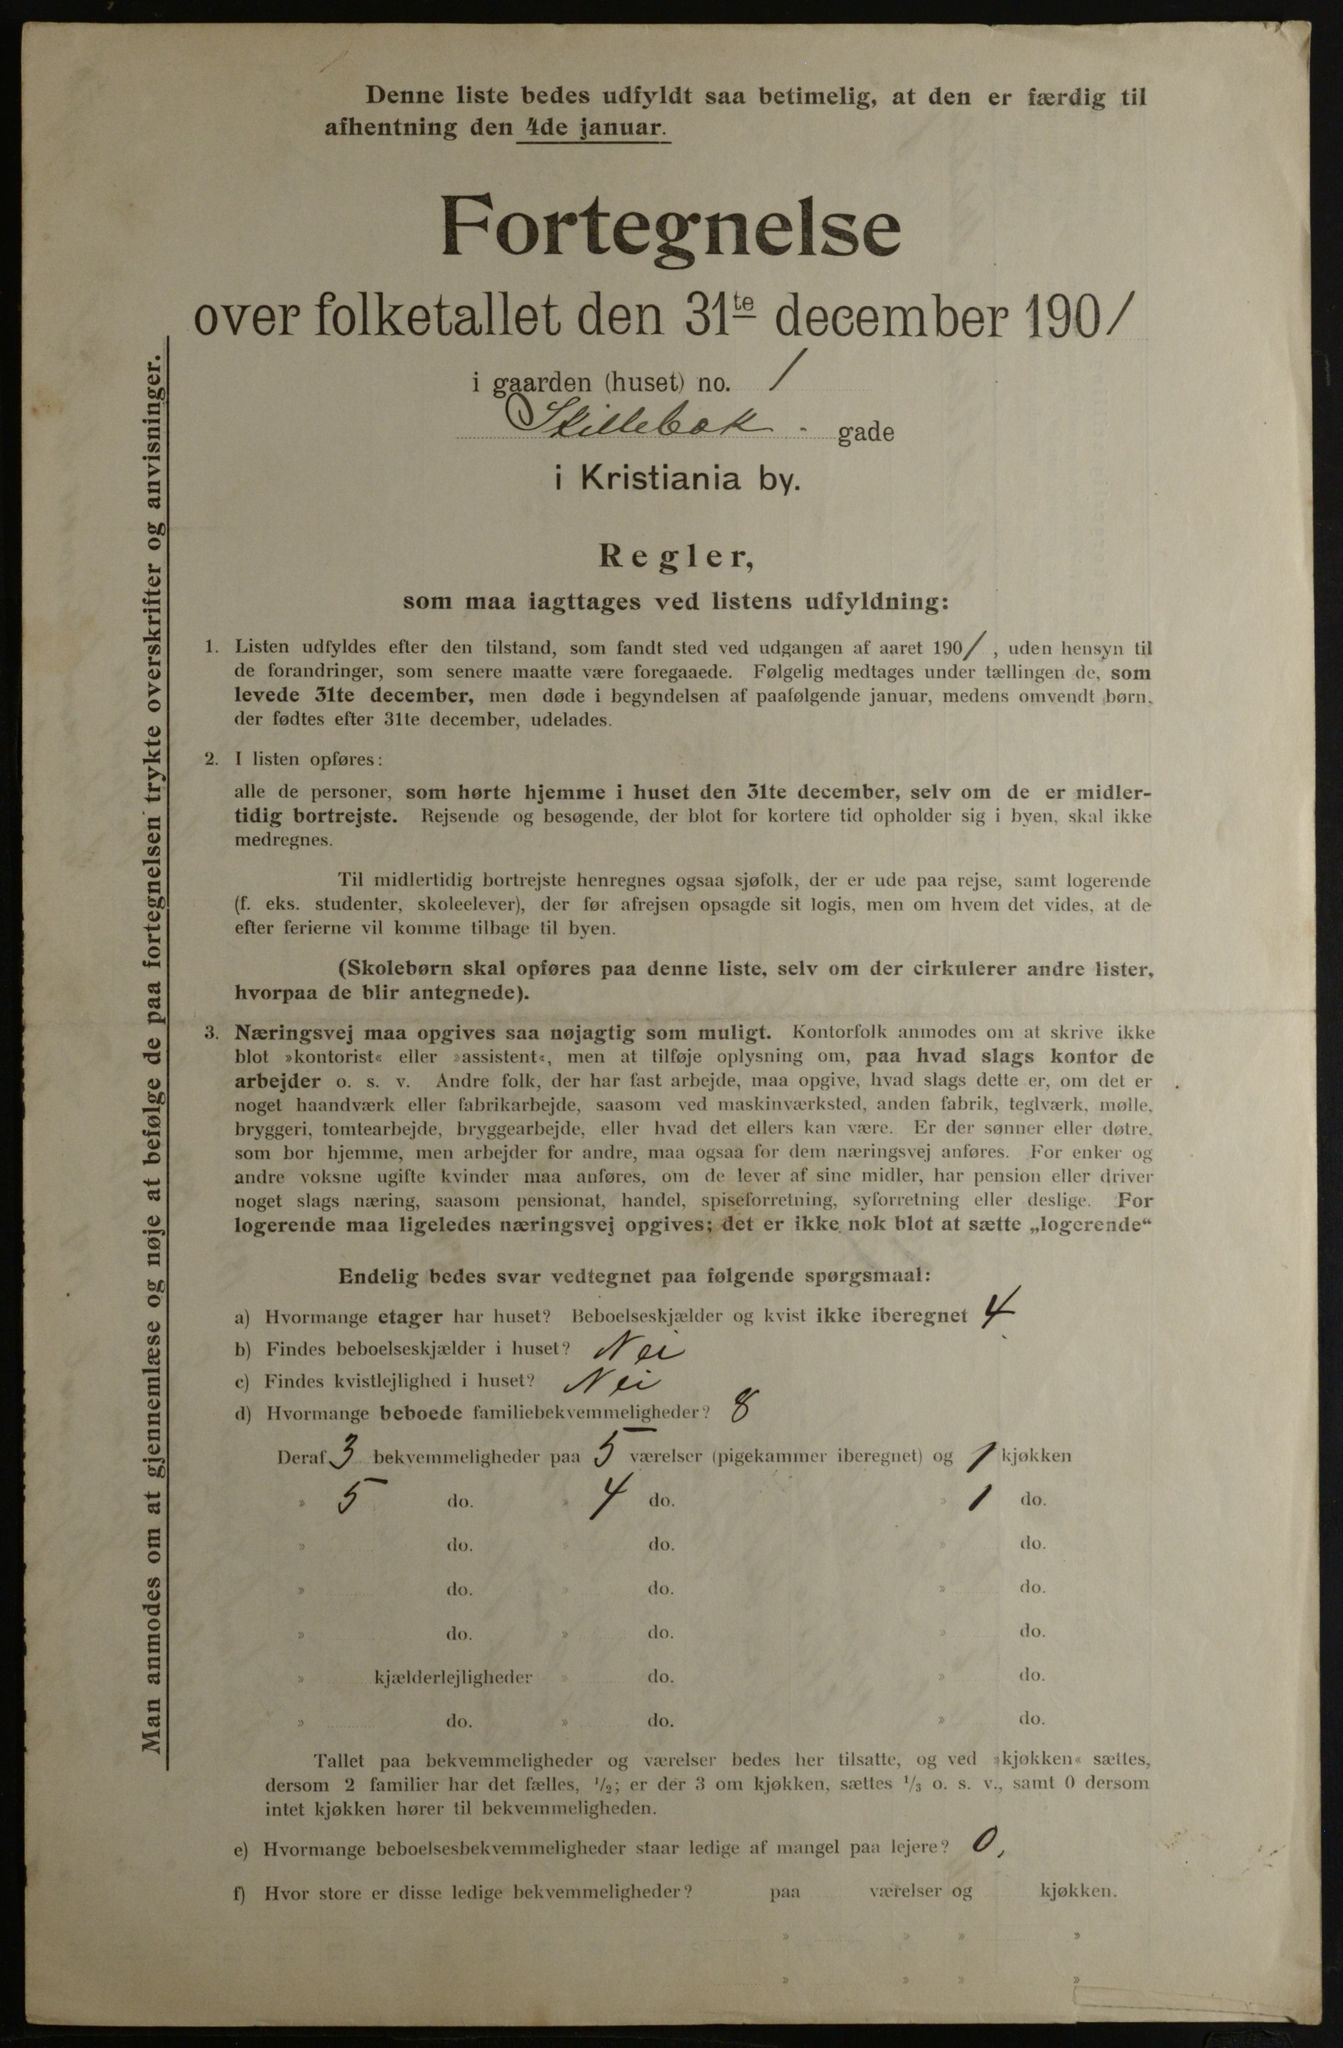 Denne liste bedes udfyldt saa betimelig, at den er færdig til
afhentning den 4de januar.
Fortegnelse
over folketallet den 31te december 1901
i gaarden (huset) no. 1
Skillebæk - gade
i Kristiania by.
Regler,
som maa iagttages ved listens udfyldning:
1. Listen udfyldes efter den tilstand, som fandt sted ved udgangen af aaret 1901, uden hensyn til
de forandringer, som senere maatte være foregaaede. Følgelig medtages under tællingen de, som
levede 31te december, men døde i begyndelsen af paafølgende januar, medens omvendt børn,
der fødtes efter 31te december, udelades.
2. I listen opføres:
alle de personer, som hørte hjemme i huset den 31te december, selv om de er midler-
tidig bortrejste. Rejsende og besøgende, der blot for kortere tid opholder sig i byen, skal ikke
medregnes.
Til midlertidig bortrejste henregnes ogsaa sjøfolk, der er ude paa rejse, samt logerende
(f. eks. studenter, skoleelever), der før afrejsen opsagde sit logis, men om hvem det vides, at de
efter ferierne vil komme tilbage til byen.
(Skolebørn skal opføres paa denne liste, selv om der cirkulerer andre lister,
hvorpaa de blir antegnede).
3. Næringsvej maa opgives saa nøjagtig som muligt. Kontorfolk anmodes om at skrive ikke
blot »kontorist« eller »assistent«, men at tilføje oplysning om, paa hvad slags kontor de
arbejder o. s. v. Andre folk, der har fast arbejde, maa opgive, hvad slags dette er, om det er
noget haandværk eller fabrikarbejde, saasom ved maskinværksted, anden fabrik, teglværk, mølle,
bryggeri, tomtearbejde, bryggearbejde, eller hvad det ellers kan være. Er der sønner eller døtre,
som bor hjemme, men arbejder for andre, maa ogsaa for dem næringsvej anføres. For enker og
andre voksne ugifte kvinder maa anføres, om de lever af sine midler, har pension eller driver
noget slags næring, saasom pensionat, handel, spiseforretning, syforretning eller deslige. For
logerende maa ligeledes næringsvej opgives; det er ikke nok blot at sætte „logerende“
Endelig bedes svar vedtegnet paa følgende spørgsmaal:
a) Hvormange etager har huset? Beboelseskjælder og kvist ikke iberegnet 4
b) Findes beboelseskjælder i huset? Nei
c) Findes kvistlejlighed i huset? Nei
d) Hvormange beboede familiebekvemmeligheder? 8
Deraf 3 bekvemmeligheder paa 5 værelser (pigekammer iberegnet) og 1 kjøkken
» 5 do. » 4 do. » 1 do.
» do. » do. » do.
» do. » do. » do.
» do. » do. » do.
» kjælderlejligheder » do. » do.
» do. » do. » do.
Tallet paa bekvemmeligheder og værelser bedes her tilsatte, og ved »kjøkken« sættes,
dersom 2 familier har det fælles, 1/2; er der 3 om kjøkken, sættes 1/3 o. s. v., samt 0 dersom
intet kjøkken hører til bekvemmeligheden.
e) Hvormange beboelsesbekvemmeligheder staar ledige af mangel paa lejere? 0,
f) Hvor store er disse ledige bekvemmeligheder? paa værelser og kjøkken.
» » » »
» » » »
Man anmodes om at gjennemlæse og nøje at befølge de paa fortegnelsen trykte overskrifter og anvisninger.